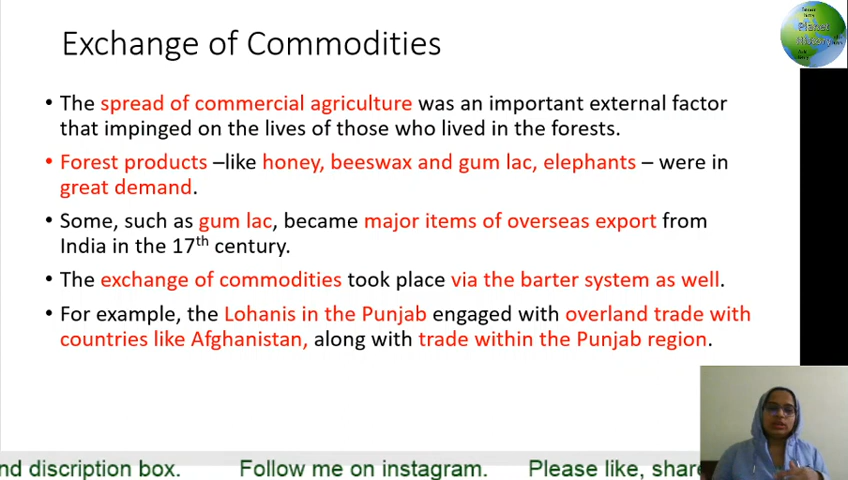 Exchange of Commodities
• The spread of commercial agriculture was an important external factor
that impinged on the lives of those who lived in the forests.
• Forest products –like honey, beeswax and gum lac, elephants – were in
great demand.
• Some, such as gum lac, became major items of overseas export from
India in the 17th century.
• The exchange of commodities took place via the barter system as well.
• For example, the Lohanis in the Punjab engaged with overland trade with
countries like Afghanistan, along with trade within the Punjab region.
nd discription box. Follow me on instagram. Please like, share